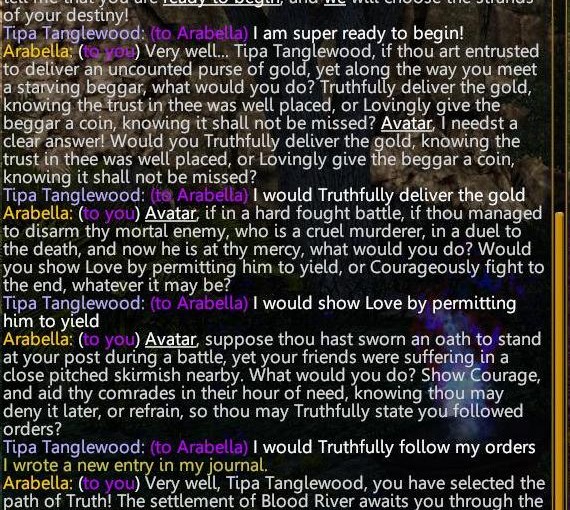 tell me that you are ready to begin, and we will choose the strands
of your destiny!
Tipa Tanglewood: (to Arabella) I am super ready to begin!
Arabella: (to you) Very well... Tipa Tanglewood, if thou art entrusted
to deliver an uncounted purse of gold, yet along the way you meet
a starving beggar, what would you do? Truthfully deliver the gold,
knowing the trust in thee was well placed, or Lovingly give the
beggar a coin, knowing it shall not be missed? Avatar, I needst a
clear answer! Would you Truthfully deliver the gold, knowing the
trust in thee was well placed, or Lovingly give the beggar a coin,
knowing it shall not be missed?
Tipa Tanglewood: (to Arabella) I would Truthfully deliver the gold
Arabella: (to you) Avatar, if in a hard fought battle, if thou managed
to disarm thy mortal enemy, who is a cruel murderer, in a duel to
the death, and now he is at thy mercy, what would you do? Would
you show Love by permitting him to yield, or Courageously fight to
the end, whatever it may be?
Tipa Tanglewood: (to Arabella) I would show Love by permitting
him to yield
Arabella: (to you) Avatar, suppose thou hast sworn an oath to stand
at your post during a battle, yet your friends were suffering in a
close pitched skirmish nearby. What would you do? Show Courage,
and aid thy comrades in their hour of need, knowing thou may
deny it later, or refrain, so thou may Truthfully state you followed
orders?
Tipa Tanglewood: (to Arabella) I would Truthfully follow my orders
I wrote a new entry in my journal.
Arabella: (to you) Very well, Tipa Tanglewood, you have selected the
path of Truth! The settlement of Blood River awaits you through the